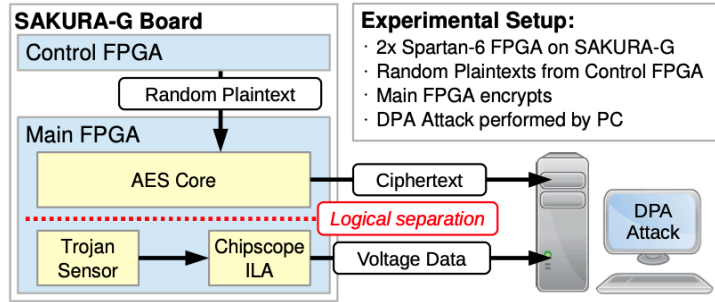 SAKURA-G Board
Control FPGA
Random Plaintext
Main FPGA
AES Core
Ciphertext
Logical separation
Trojan
Sensor
Chipscope
ILA
Voltage Data
Experimental Setup:
· 2x Spartan-6 FPGA on SAKURA-G
· Random Plaintexts from Control FPGA
· Main FPGA encrypts
· DPA Attack performed by PC
DPA
Attack